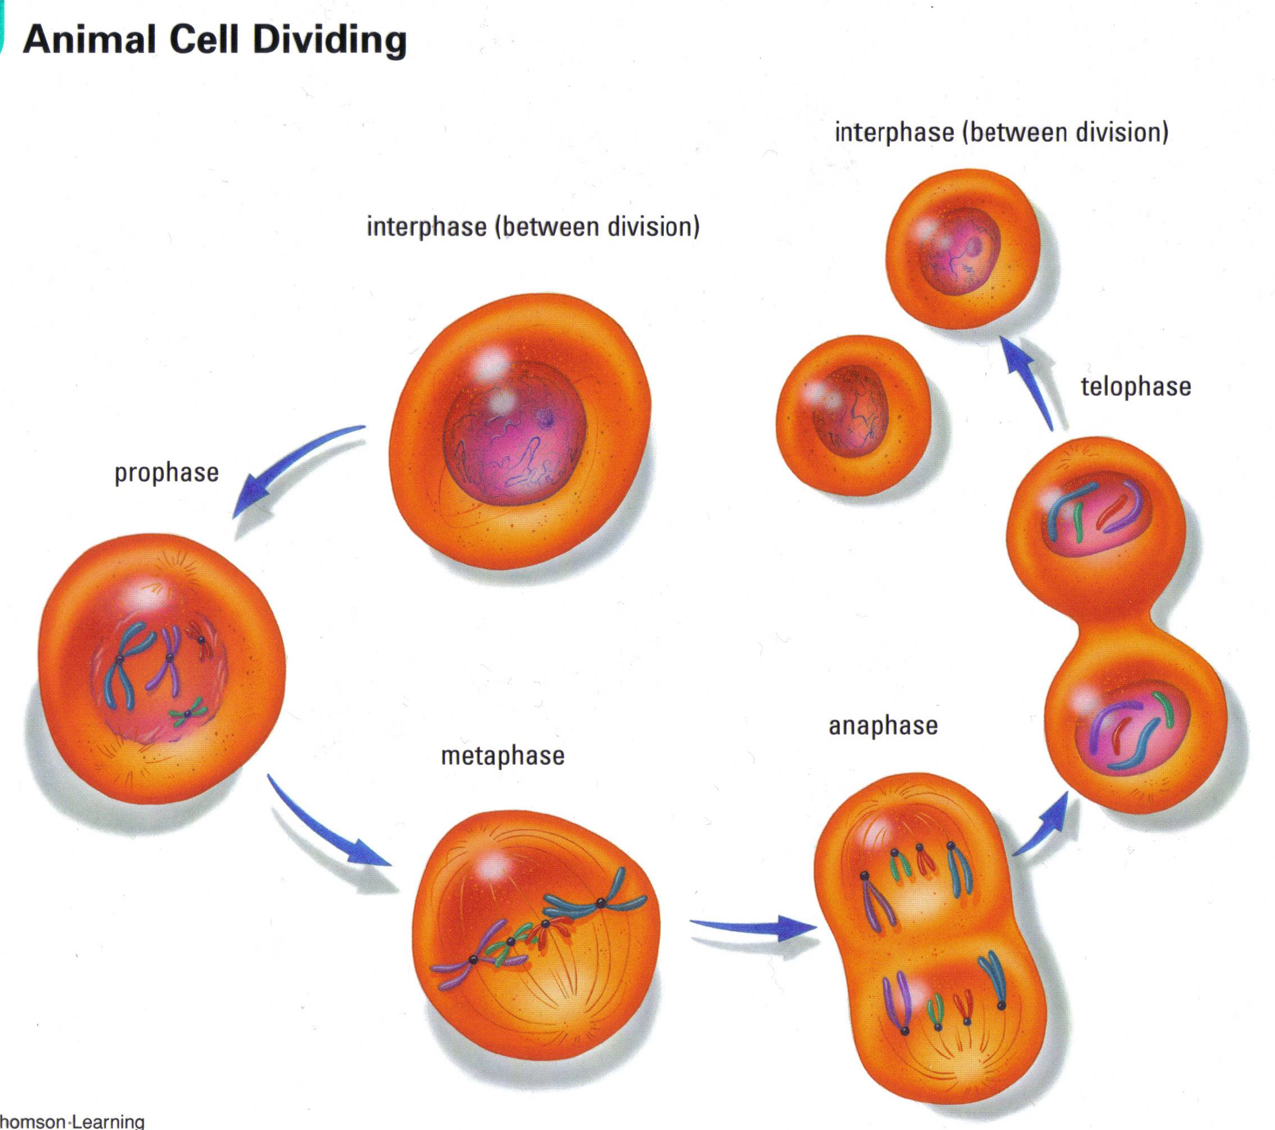 Animal Cell Dividing
interphase (between division)
interphase (between division)
telophase
prophase
anaphase
metaphase
homson·Learning